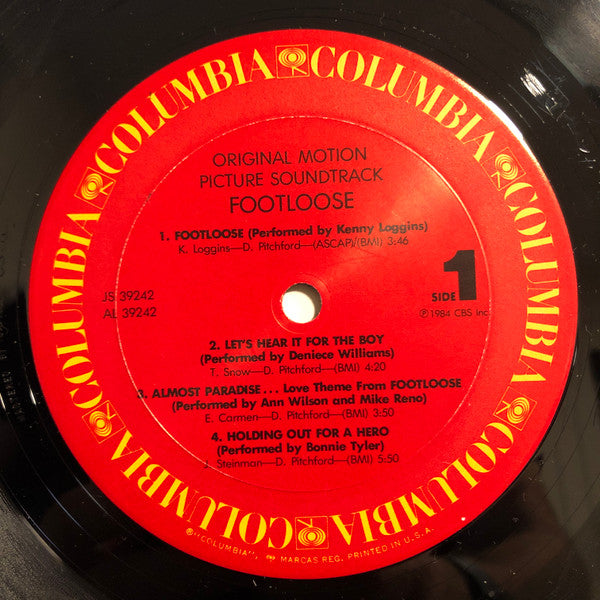 COLUMBIA COLUMBIA COLUMBIA COLUMBIA COLUMBIA COLUMBIA
ORIGINAL MOTION
PICTURE SOUNDTRACK
FOOTLOOSE
1. FOOTLOOSE (Performed by Kenny Loggins)
K. Loggins—D. Pitchford—(ASCAP)/(BMI) 3:46
JS 39242
AL 39242
SIDE 1
℗ 1984 CBS Inc.
2. LET'S HEAR IT FOR THE BOY
(Performed by Deniece Williams)
T. Snow—D. Pitchford—(BMI) 4:20
3. ALMOST PARADISE... Love Theme From FOOTLOOSE
(Performed by Ann Wilson and Mike Reno)
E. Carmen—D. Pitchford—(BMI) 3:50
4. HOLDING OUT FOR A HERO
(Performed by Bonnie Tyler)
J. Steinman—D. Pitchford—(BMI) 5:50
®"COLUMBIA", MARCAS REG. PRINTED IN U.S.A.